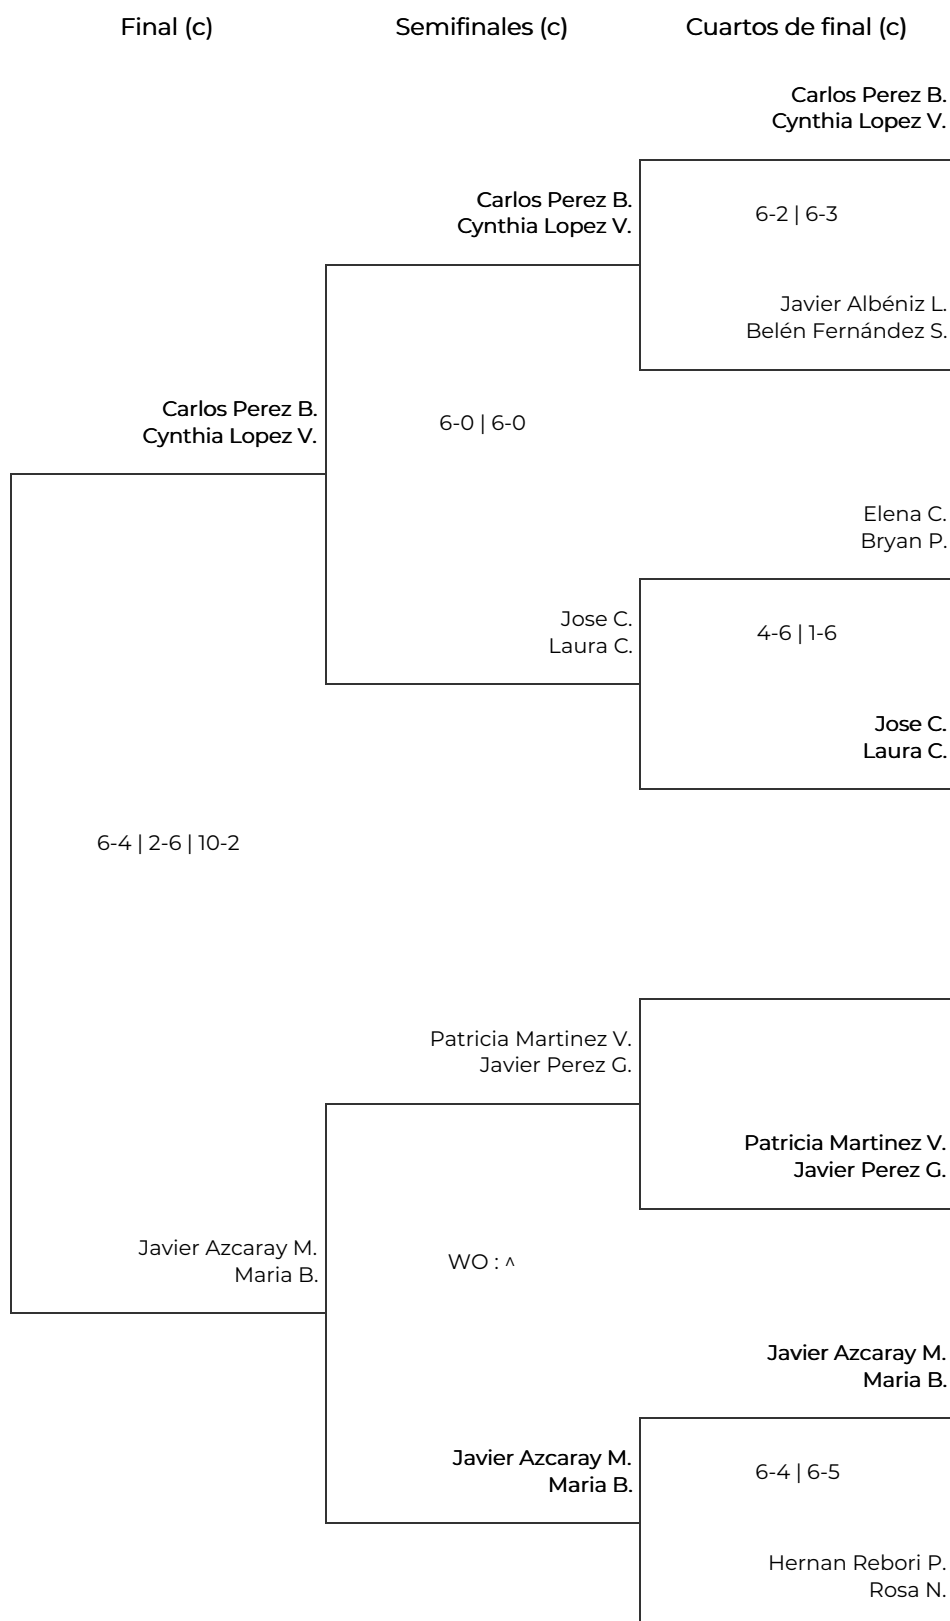 Final (c)
Semifinales (c)
Cuartos de final (c)
Carlos Perez B.
Cynthia Lopez V.
Carlos Perez B.
Cynthia Lopez V.
6-2 | 6-3
Javier Albéniz L.
Belén Fernández S.
Carlos Perez B.
Cynthia Lopez V.
6-0 | 6-0
Elena C.
Bryan P.
Jose C.
Laura C.
4-6 | 1-6
Jose C.
Laura C.
6-4 | 2-6 | 10-2
Patricia Martinez V.
Javier Perez G.
Patricia Martinez V.
Javier Perez G.
Javier Azcaray M.
Maria B.
WO : ^
Javier Azcaray M.
Maria B.
Javier Azcaray M.
Maria B.
6-4 | 6-5
Hernan Rebori P.
Rosa N.